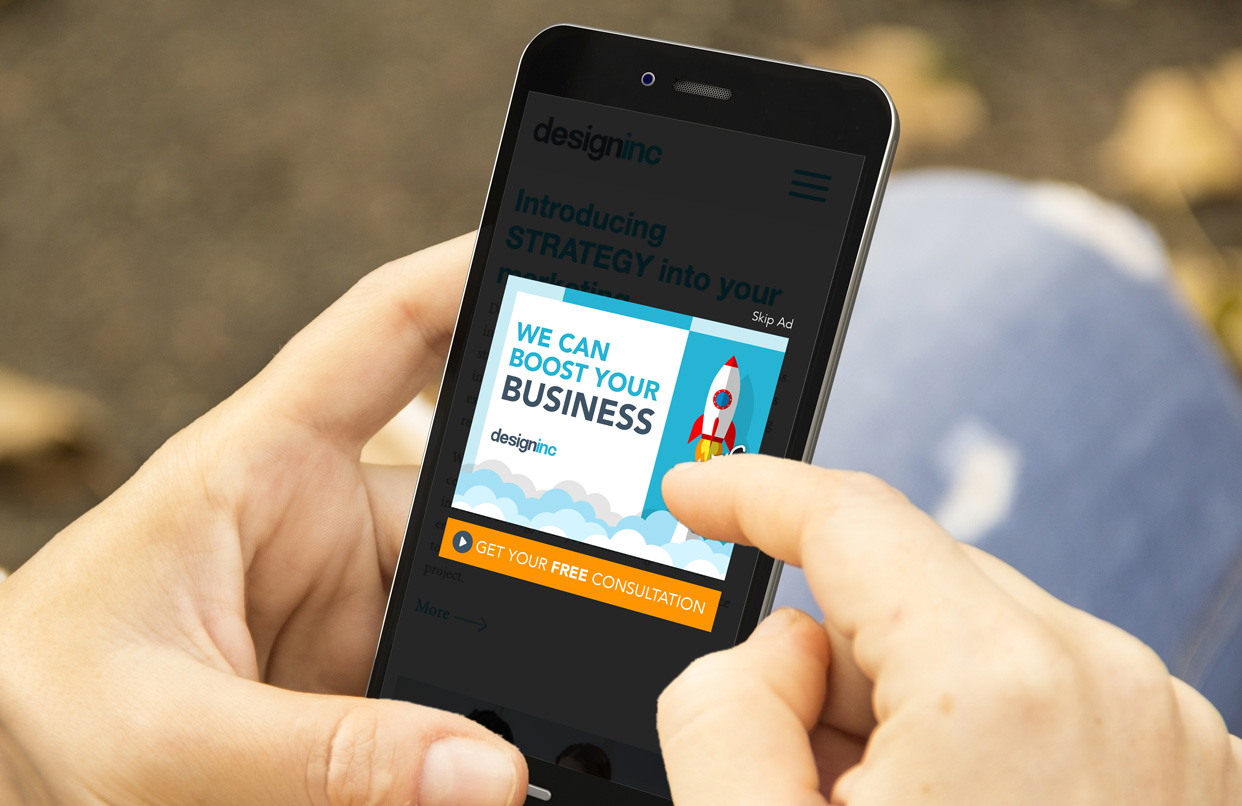 designinc
Introducing
STRATEGY into your
marketing
Skip Ad
WE CAN
BOOST YOUR
BUSINESS
designinc
GET YOUR FREE CONSULTATION
project.
More